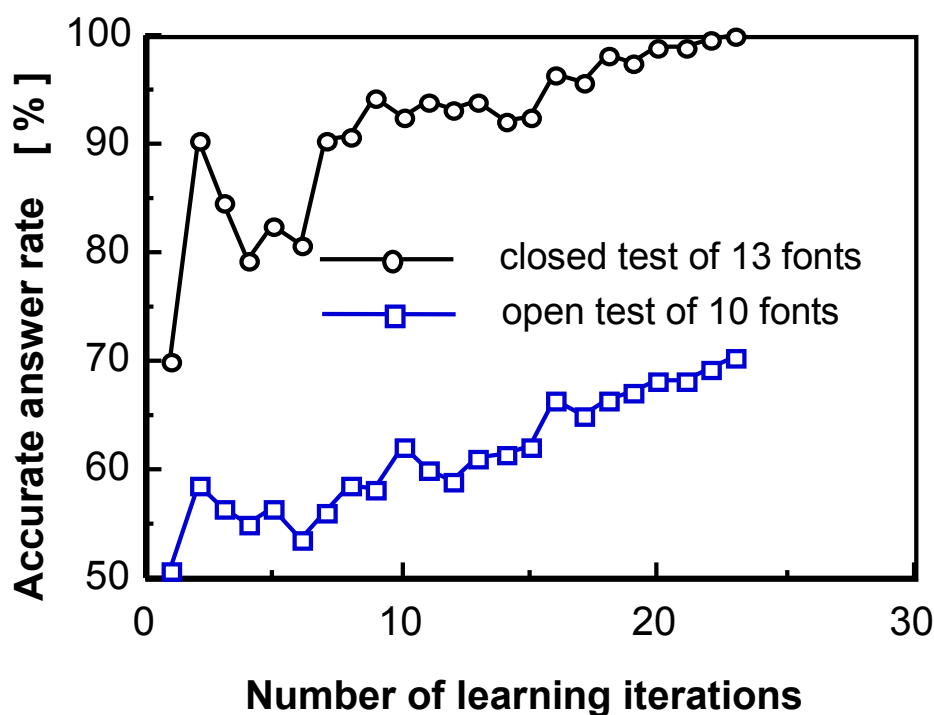 100
90
80
70
60
50
0
10
20
30
Accurate answer rate [ % ]
closed test of 13 fonts
open test of 10 fonts
Number of learning iterations